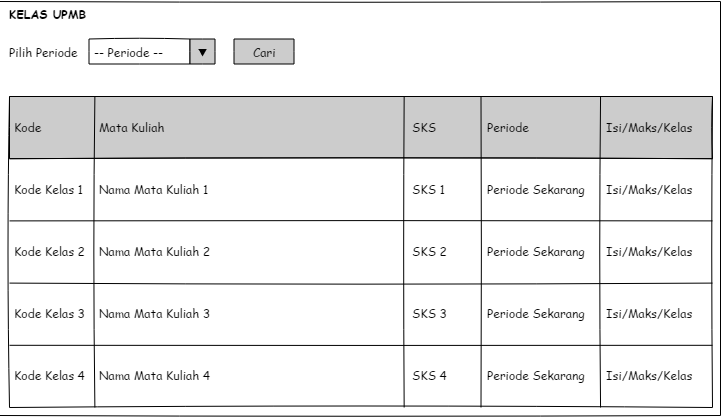 KELAS UPMB
Pilih Periode -- Periode -- Cari
Kode Mata Kuliah SKS Periode Isi/Maks/Kelas
Kode Kelas 1 Nama Mata Kuliah 1 SKS 1 Periode Sekarang Isi/Maks/Kelas
Kode Kelas 2 Nama Mata Kuliah 2 SKS 2 Periode Sekarang Isi/Maks/Kelas
Kode Kelas 3 Nama Mata Kuliah 3 SKS 3 Periode Sekarang Isi/Maks/Kelas
Kode Kelas 4 Nama Mata Kuliah 4 SKS 4 Periode Sekarang Isi/Maks/Kelas